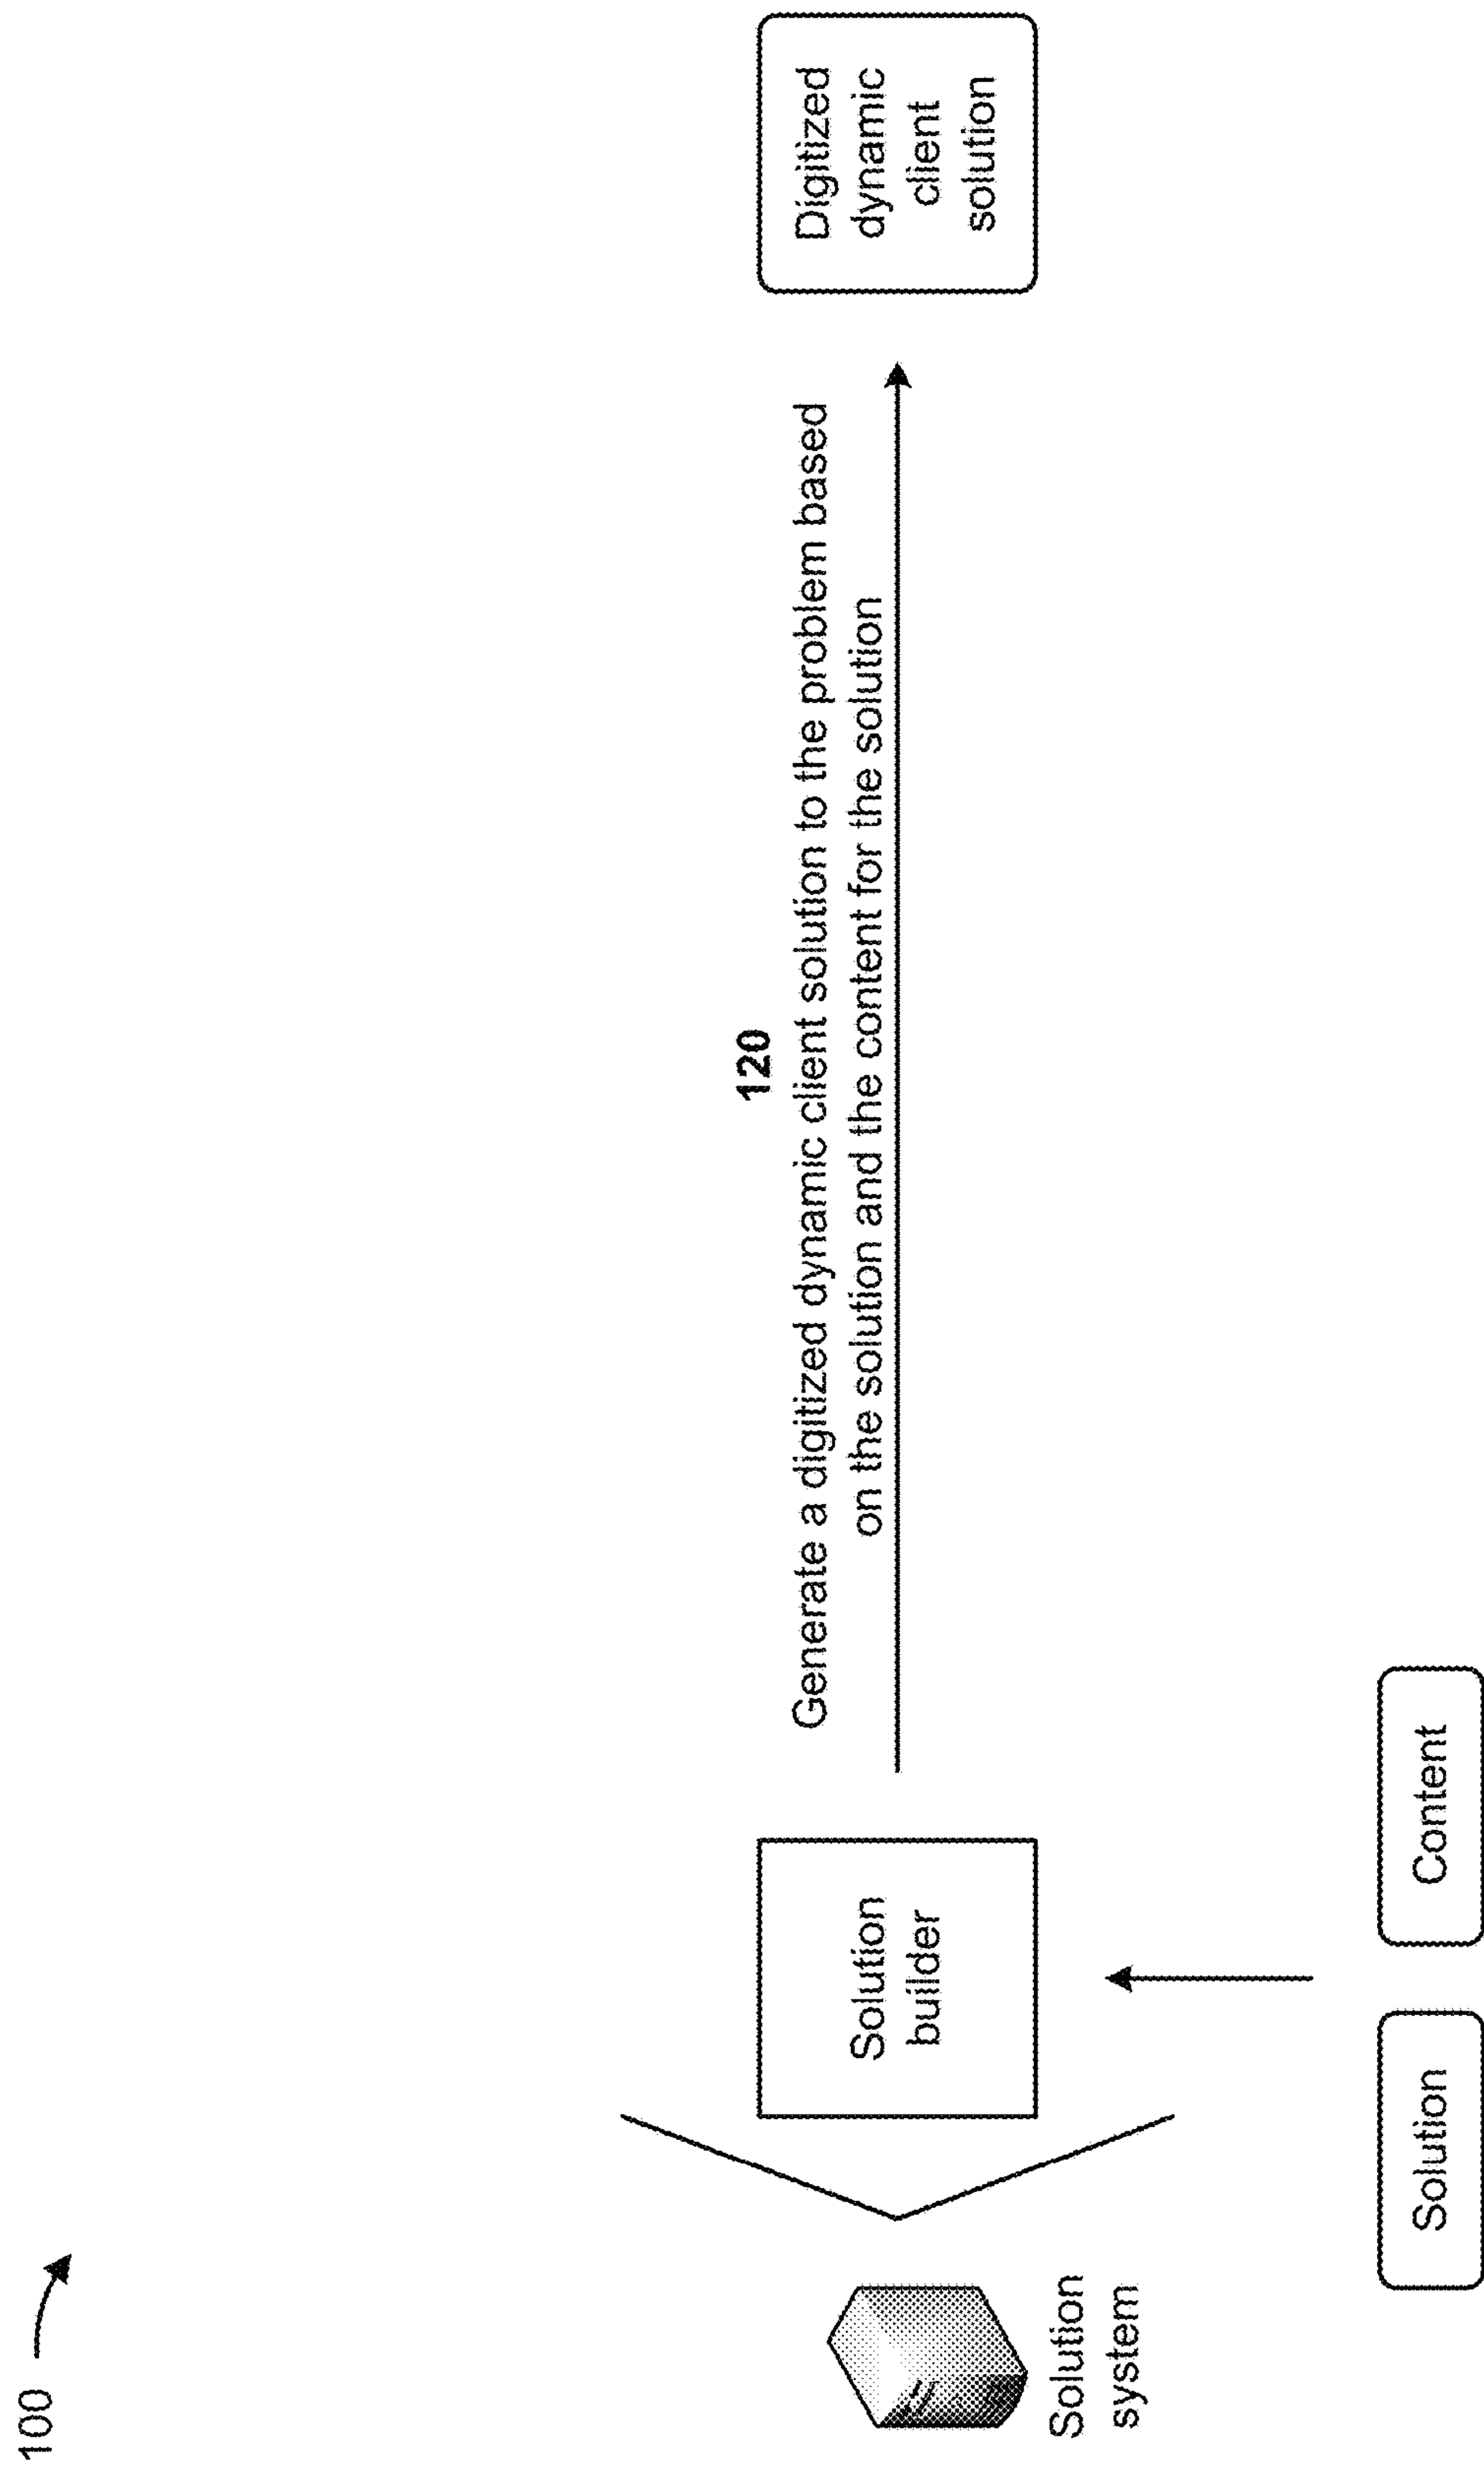 100
120
Generate a digitized dynamic client solution to the problem based
on the solution and the content for the solution
Solution
system
Solution
builder
Digitized
dynamic
client
solution
Solution
Content